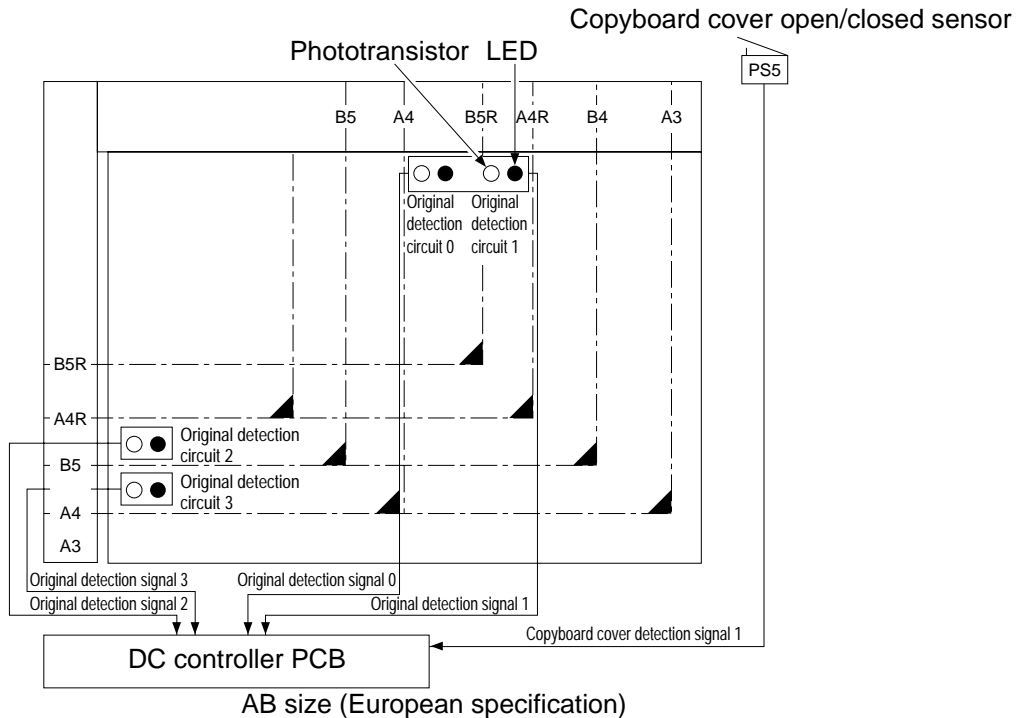 Copyboard cover open/closed sensor
Phototransistor LED
PS5
B5 A4 B5R A4R B4 A3
Original
detection
circuit 0
Original
detection
circuit 1
B5R
A4R
Original detection
circuit 2
B5
Original detection
circuit 3
A4
A3
Original detection signal 3
Original detection signal 0
Original detection signal 2
Original detection signal 1
Copyboard cover detection signal 1
DC controller PCB
AB size (European specification)